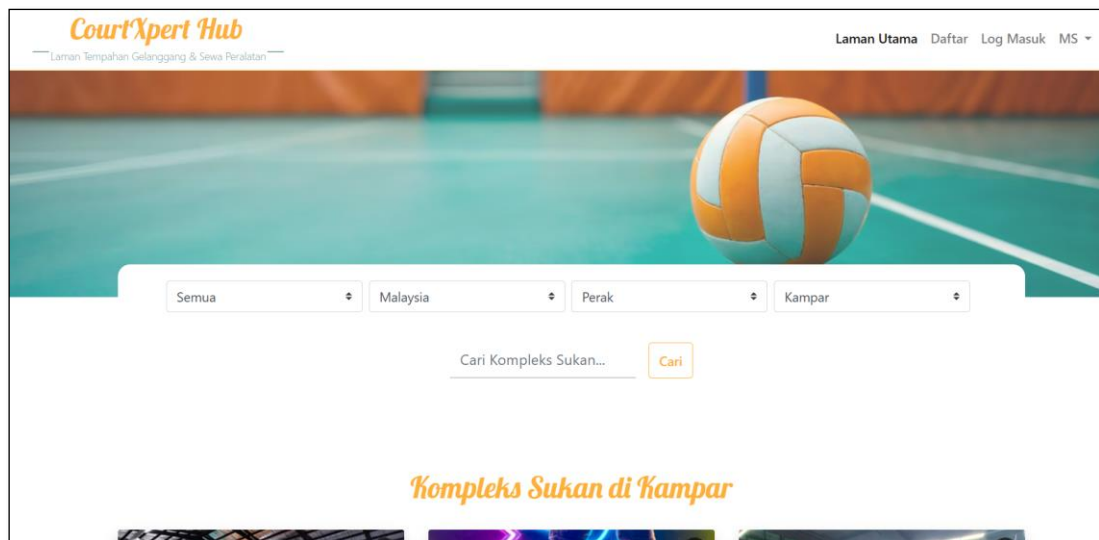 CourtXpert Hub
Laman Tempahan Gelanggang & Sewa Peralatan
Laman Utama Daftar Log Masuk MS
Semua Malaysia Perak Kampar
Cari Kompleks Sukan... Cari
Kompleks Sukan di Kampar